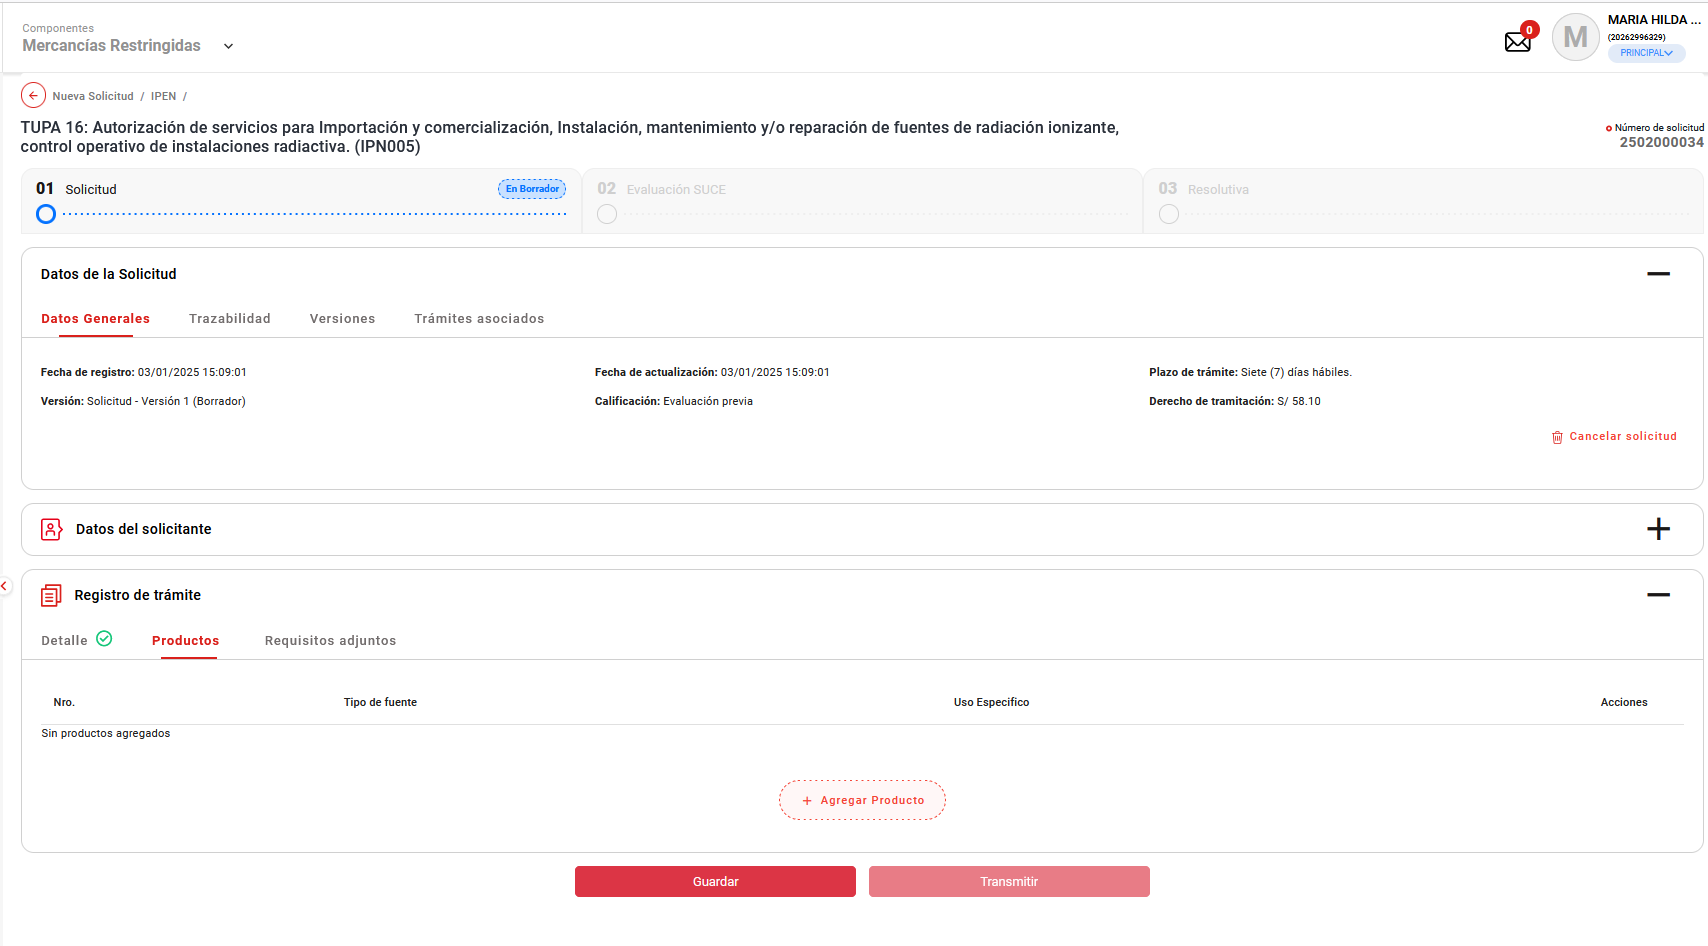 Componentes
Mercancías Restringidas
0
M
MARIA HILDA ...
(20262996329)
PRINCIPAL
Nueva Solicitud / IPEN /
TUPA 16: Autorización de servicios para Importación y comercialización, Instalación, mantenimiento y/o reparación de fuentes de radiación ionizante,
control operativo de instalaciones radiactiva. (IPN005)
Número de solicitud
2502000034
01 Solicitud En Borrador
02 Evaluación SUCE
03 Resolutiva
Datos de la Solicitud
Datos Generales Trazabilidad Versiones Trámites asociados
Fecha de registro: 03/01/2025 15:09:01 Fecha de actualización: 03/01/2025 15:09:01 Plazo de trámite: Siete (7) días hábiles.
Versión: Solicitud - Versión 1 (Borrador) Calificación: Evaluación previa Derecho de tramitación: S/ 58.10
Cancelar solicitud
Datos del solicitante
Registro de trámite
Detalle Productos Requisitos adjuntos
Nro. Tipo de fuente Uso Especifico Acciones
Sin productos agregados
+ Agregar Producto
Guardar Transmitir